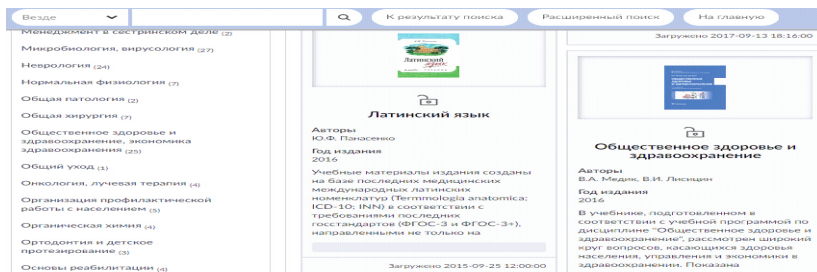 Везде
К результату поиска
Расширенный поиск
На главную
Менеджмент в сестринском деле (2)
Микробиология, вирусология (27)
Неврология (24)
Нормальная физиология (7)
Общая патология (2)
Общая хирургия (7)
Общественное здоровье и
здравоохранение, экономика
здравоохранения (25)
Общий уход (1)
Онкология, лучевая терапия (4)
Организация профилактической
работы с населением (5)
Органическая химия (4)
Ортодонтия и детское
протезирование (3)
Основы реабилитации (4)
Латинский
язык
Латинский язык
Авторы
Ю.Ф. Панасенко
Год издания
2016
Учебные материалы издания созданы
на базе последних медицинских
международных латинских
номенклатур (Termmologia anatomica;
ICD-10; INN) в соответствии с
требованиями последних
госстандартов (ФГОС-3 и ФГОС-3+),
направленными не только на
Загружено 2015-09-25 12:00:00
Загружено 2017-09-13 18:16:00
Общественное здоровье и
здравоохранение
Авторы
В.А. Медик, В.И. Лисицин
Год издания
2016
В учебнике, подготовленном в
соответствии с учебной программой по
дисциплине "Общественное здоровье и
здравоохранение", рассмотрен широкий
круг вопросов, касающихся здоровья
населения, управления и экономики в
здравоохранении. Показана